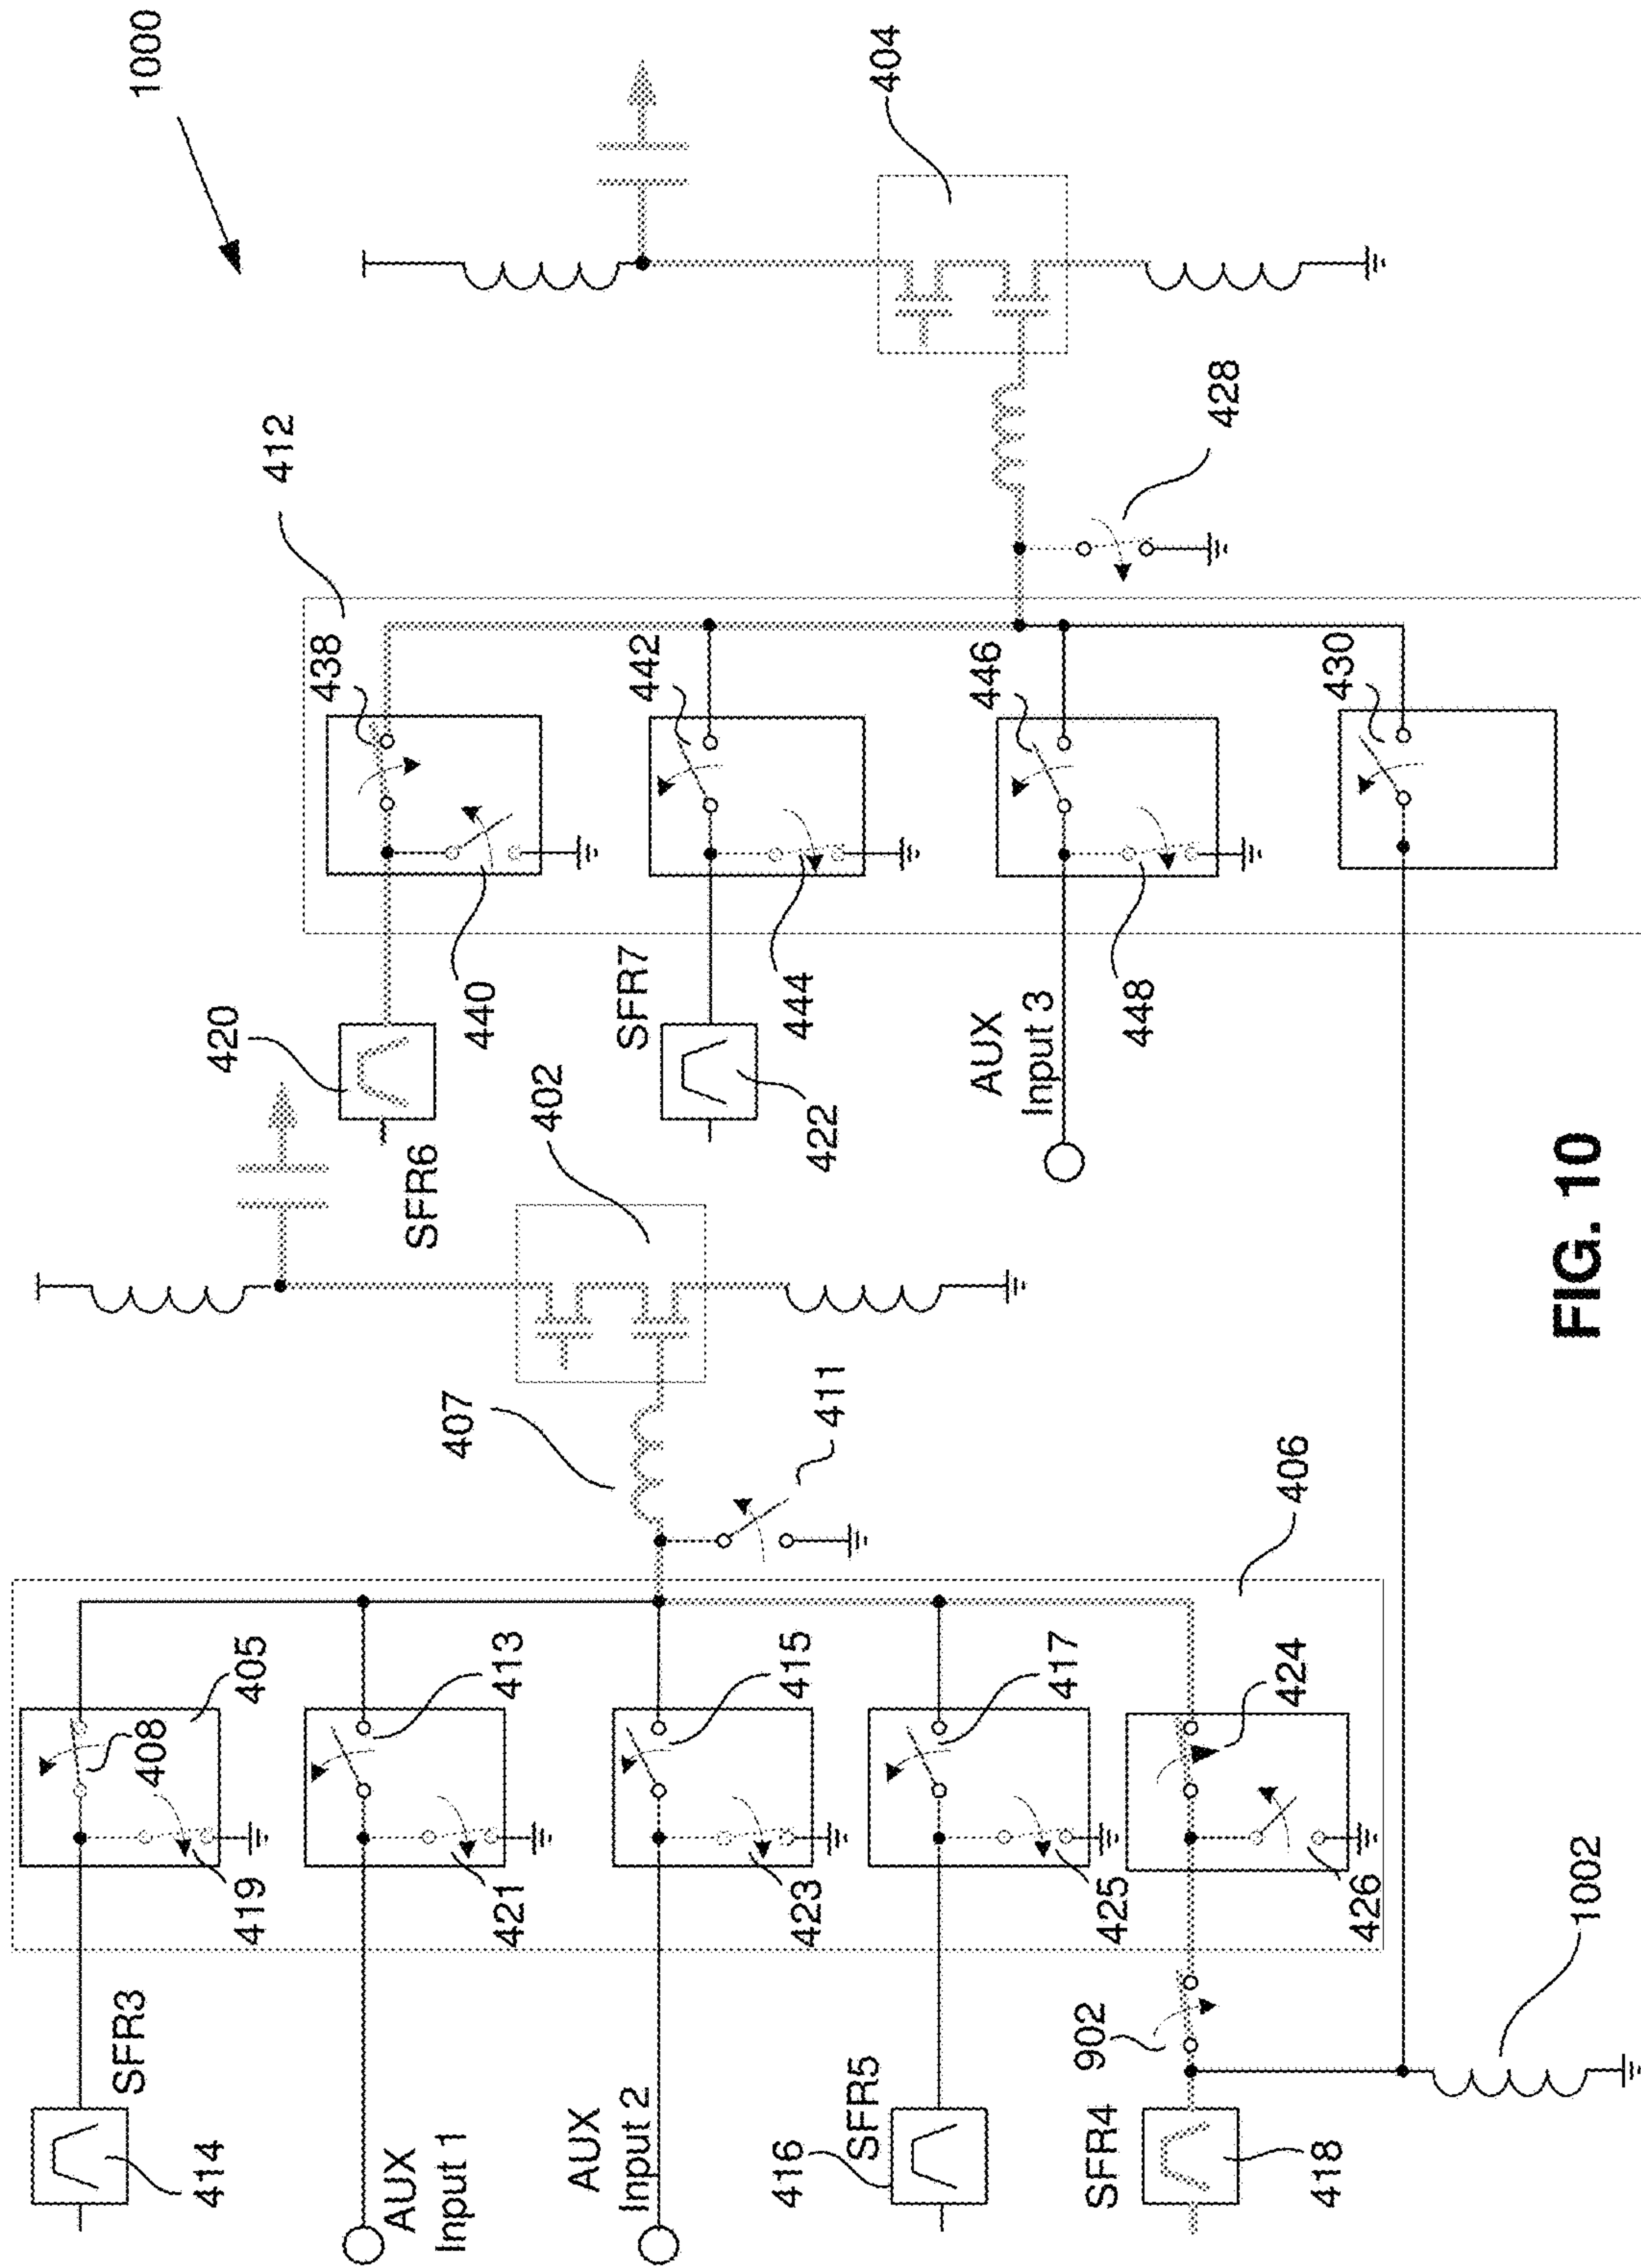 1000
SFR3
414
408
405
419
AUX
Input 1
413
421
AUX
Input 2
415
423
SFR5
416
417
425
SFR4
418
902
424
426
1002
406
407
411
402
SFR6
420
438
440
412
SFR7
422
442
444
AUX
Input 3
446
448
430
428
404
FIG. 10